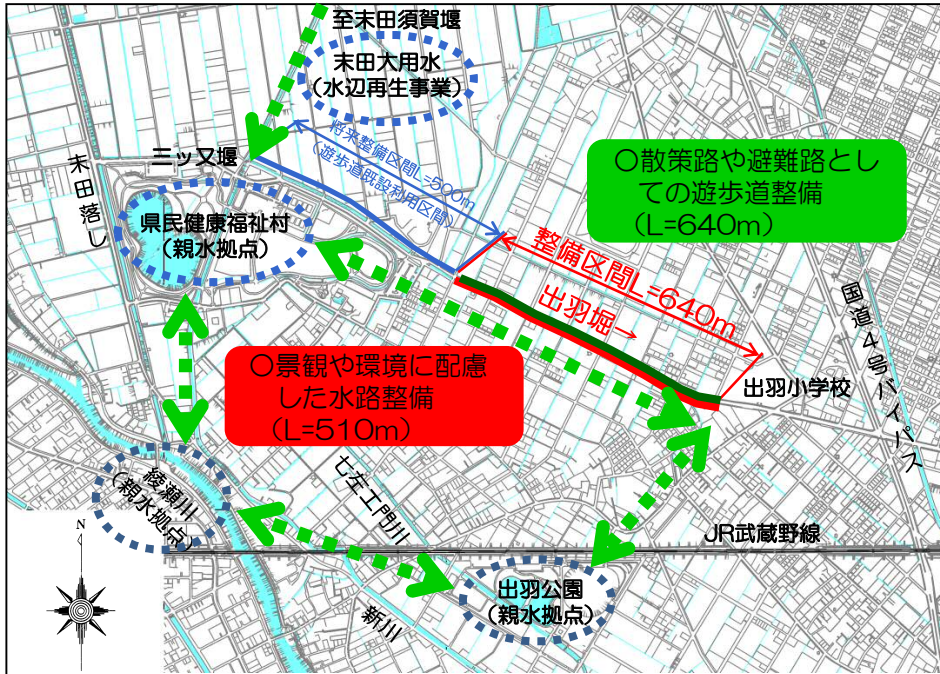 至末田須賀堰
末田大用水
（水辺再生事業）
将来整備区間L=500m
（遊歩道既設利用区間）
三ッ又堰
末田落し
○散策路や避難路とし
ての遊歩道整備
（L=640m）
県民健康福祉村
（親水拠点）
整備区間L=640m
出羽堀→
国道4号バイパス
○景観や環境に配慮
した水路整備
（L=510m）
出羽小学校
綾瀬川
（親水拠点）
七左エ門川
JR武蔵野線
N
出羽公園
（親水拠点）
新川